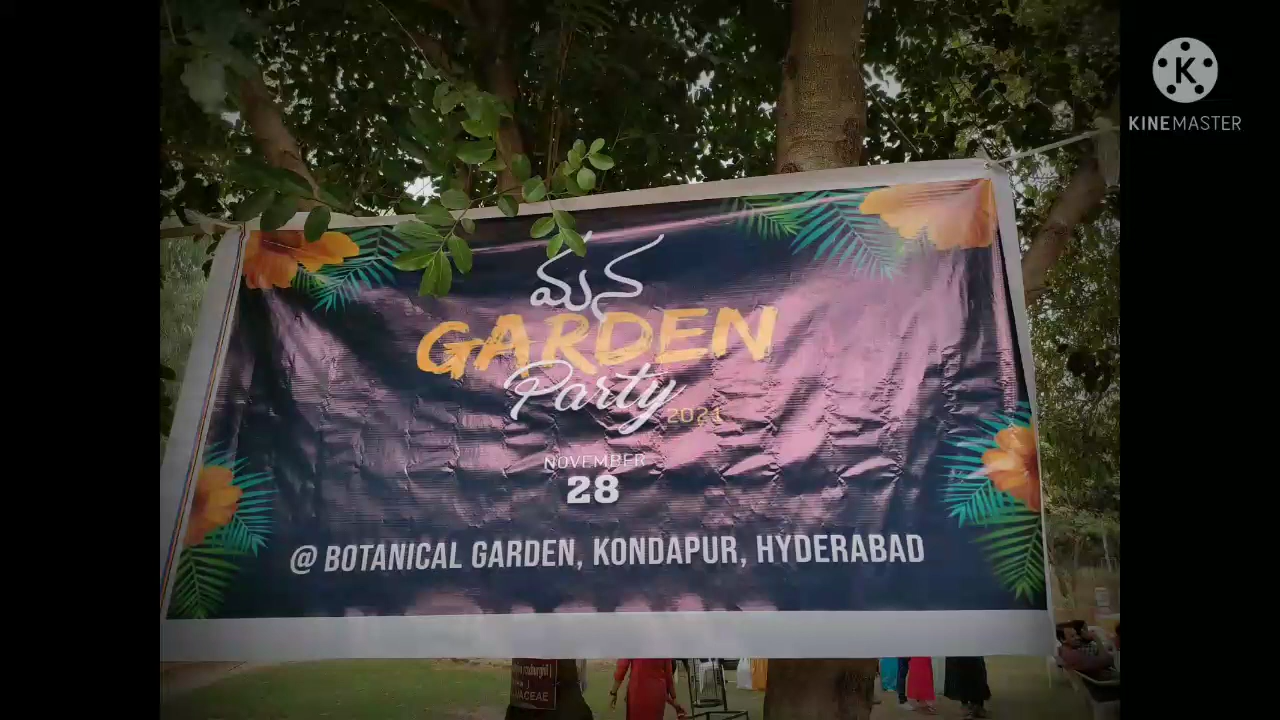 KINEMASTER
మన
GARDEN
Party
2021
NOVEMBER
28
@ BOTANICAL GARDEN, KONDAPUR, HYDERABAD